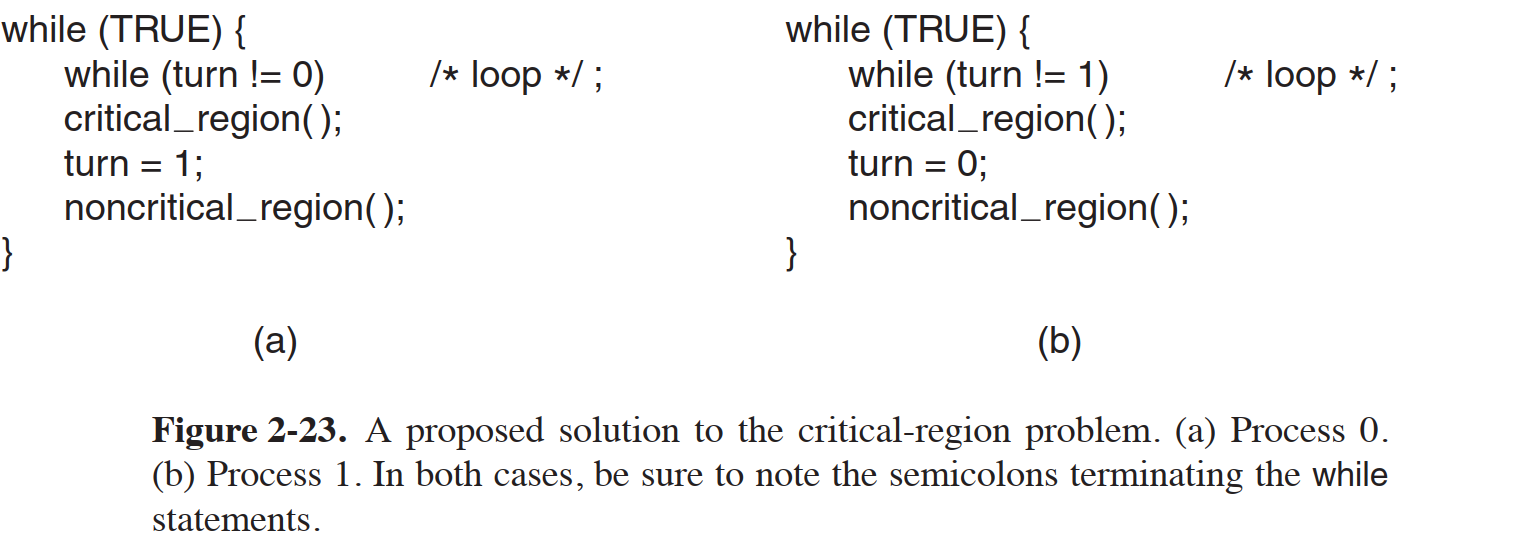 while (TRUE) {
while (turn != 0) /* loop */ ;
critical_region( );
turn = 1;
noncritical_region( );
}
(a)
while (TRUE) {
while (turn != 1) /* loop */ ;
critical_region( );
turn = 0;
noncritical_region( );
}
(b)
Figure 2-23. A proposed solution to the critical-region problem. (a) Process 0.
(b) Process 1. In both cases, be sure to note the semicolons terminating the while
statements.